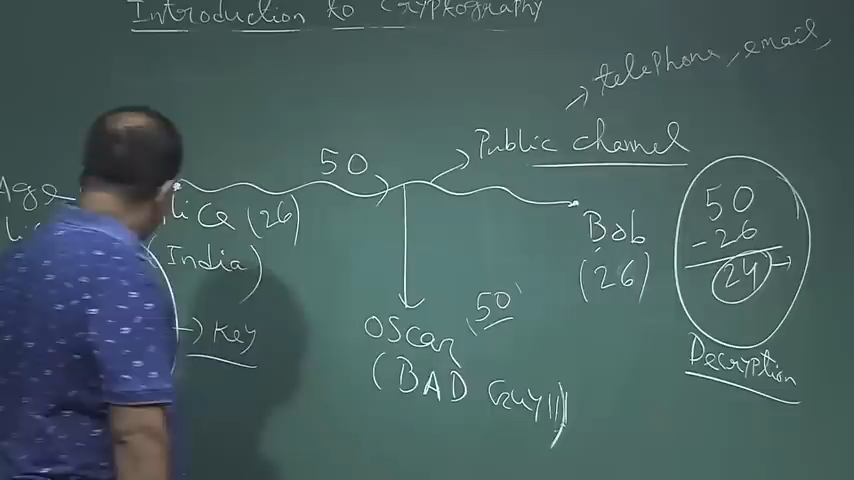 Introduction to Cryptography
→ telephone, email,
Public channel
50
Age
lice (26)
(India)
→ Key
Oscar
(50)
(BAD Guy!!)
Bob
(26)
50
- 26
24 →
Decryption